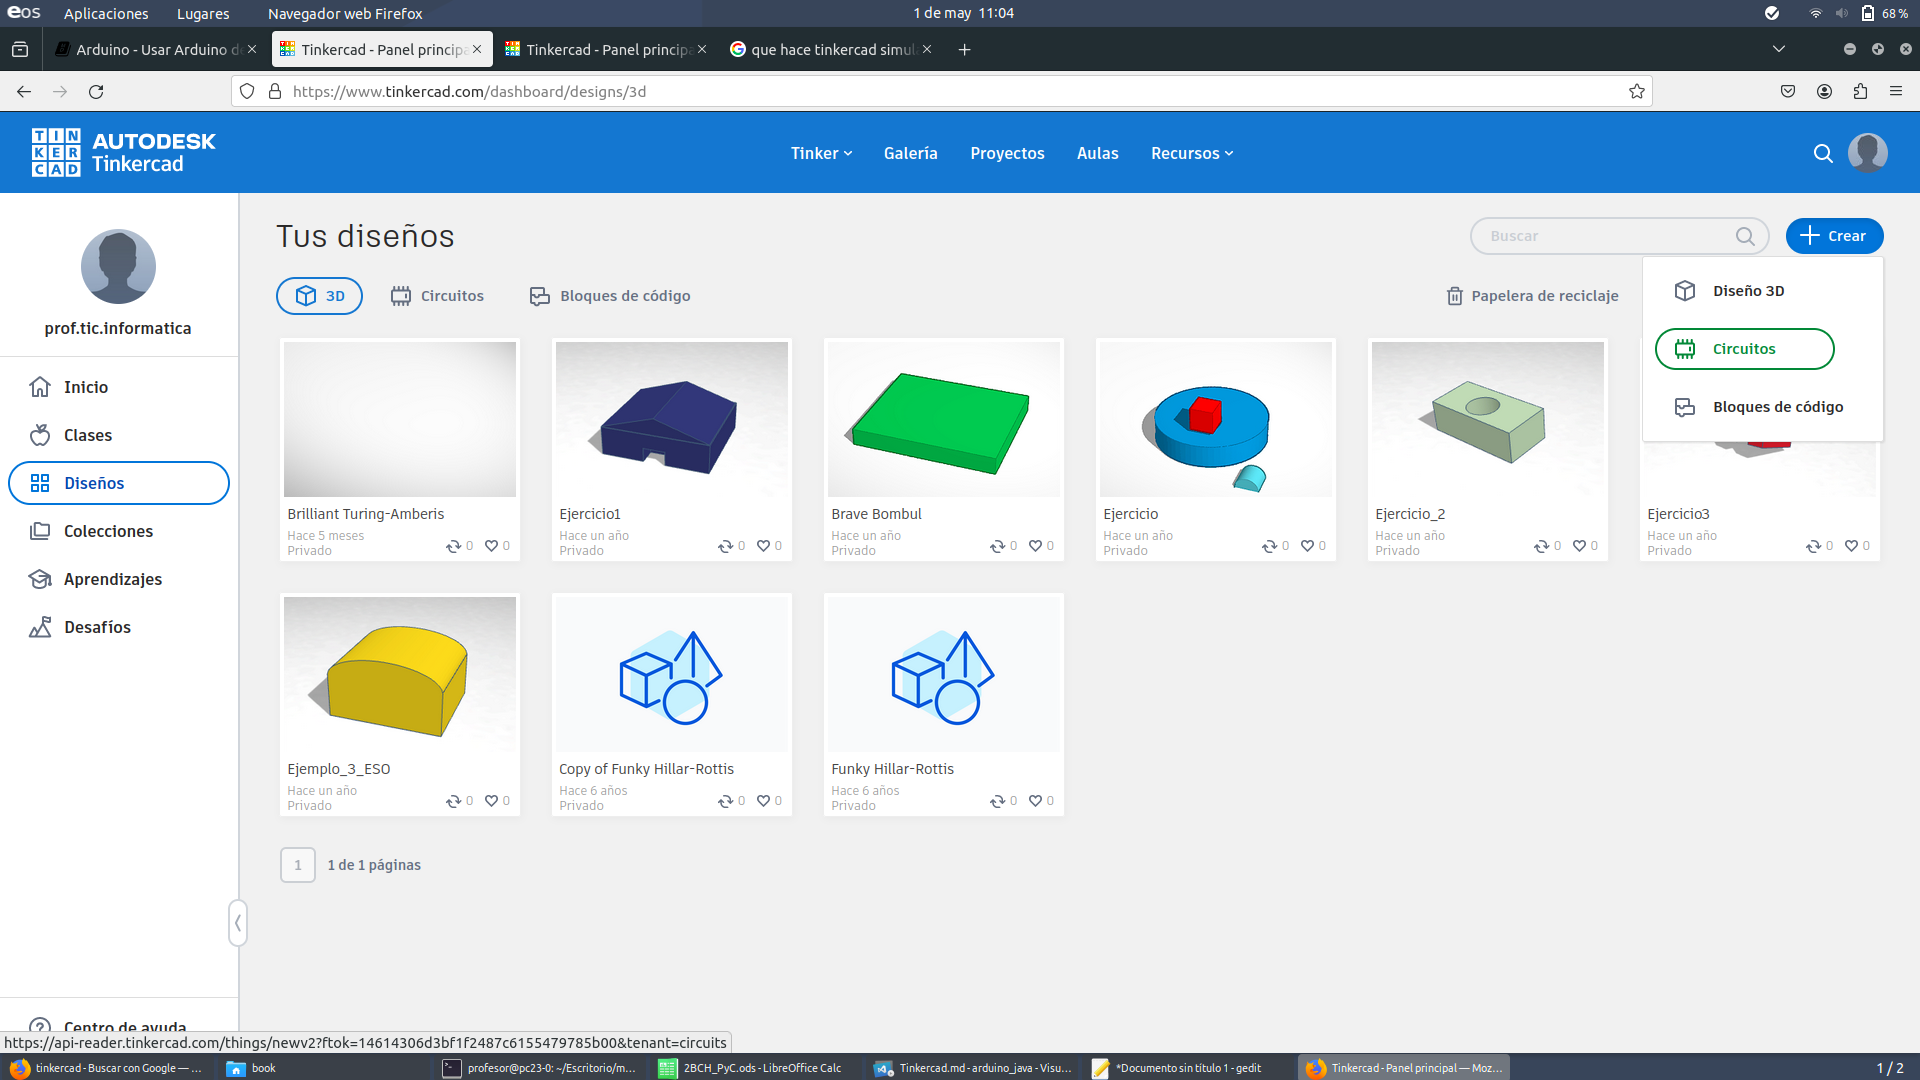 eos Aplicaciones Lugares Navegador web Firefox 1 de may 11:04 68 %
Arduino - Usar Arduino de Tinkercad - Panel principa Tinkercad - Panel principa que hace tinkercad simul
https://www.tinkercad.com/dashboard/designs/3d
TIN KER CAD
AUTODESK
Tinkercad
Tinker Galería Proyectos Aulas Recursos
prof.tic.informatica
Inicio
Clases
Diseños
Colecciones
Aprendizajes
Desafíos
Centro de ayuda
Tus diseños
Buscar
Crear
3D Circuitos Bloques de código Papelera de reciclaje
Diseño 3D
Circuitos
Bloques de código
Brilliant Turing-Amberis
Hace 5 meses
Privado 0 0
Ejercicio1
Hace un año
Privado 0 0
Brave Bombul
Hace un año
Privado 0 0
Ejercicio
Hace un año
Privado 0 0
Ejercicio_2
Hace un año
Privado 0 0
Ejercicio3
Hace un año
Privado 0 0
Ejemplo_3_ESO
Hace un año
Privado 0 0
Copy of Funky Hillar-Rottis
Hace 6 años
Privado 0 0
Funky Hillar-Rottis
Hace 6 años
Privado 0 0
1 1 de 1 páginas
https://api-reader.tinkercad.com/things/newv2?ftok=14614306d3bf1f2487c6155479785b00&tenant=circuits
tinkercad - Buscar con Google — ... book profesor@pc23-0: ~/Escritorio/m... 2BCH_PyC.ods - LibreOffice Calc Tinkercad.md - arduino_java - Visu... *Documento sin título 1 - gedit Tinkercad - Panel principal — Moz... 1 / 2